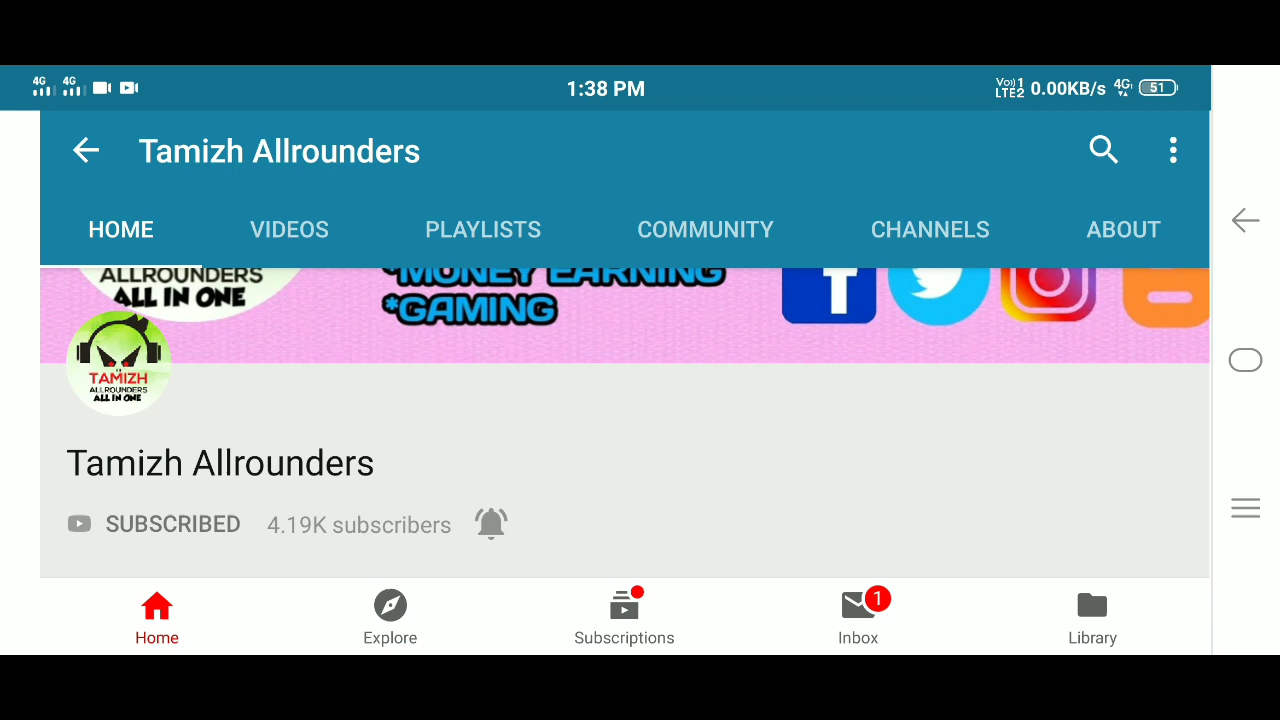 4G 4G 1:38 PM Vo)) 1 LTE2 0.00KB/s 4G 51
Tamizh Allrounders
HOME VIDEOS PLAYLISTS COMMUNITY CHANNELS ABOUT
ALLROUNDERS
ALL IN ONE
*MONEY EARNING
*GAMING
TAMIZH
ALLROUNDERS
ALL IN ONE
Tamizh Allrounders
SUBSCRIBED 4.19K subscribers
1
Home Explore Subscriptions Inbox Library